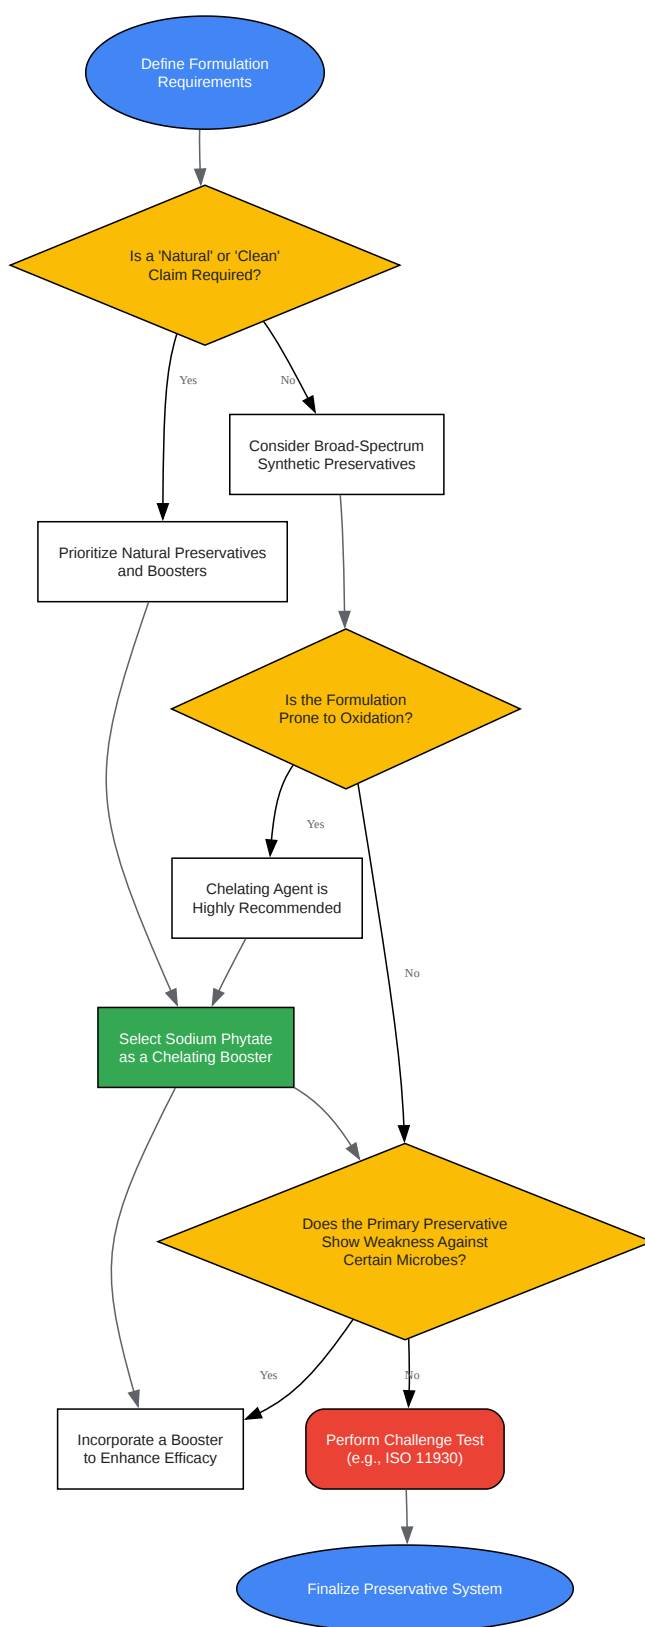 Define Formulation
Requirements
Is a 'Natural' or 'Clean'
Claim Required?
Yes
No
Consider Broad-Spectrum
Synthetic Preservatives
Prioritize Natural Preservatives
and Boosters
Is the Formulation
Prone to Oxidation?
Yes
Chelating Agent is
Highly Recommended
No
Select Sodium Phytate
as a Chelating Booster
Does the Primary Preservative
Show Weakness Against
Certain Microbes?
Yes
No
Incorporate a Booster
to Enhance Efficacy
Perform Challenge Test
(e.g., ISO 11930)
Finalize Preservative System